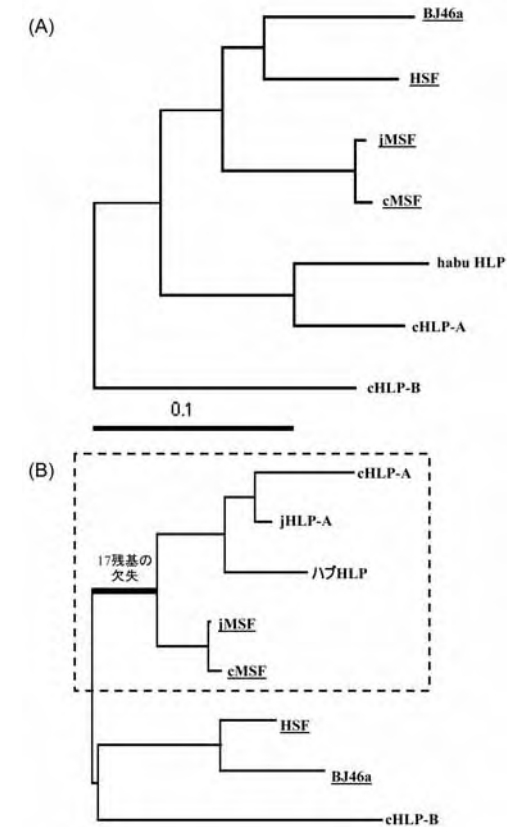 (A)
BJ46a
HSF
jMSF
cMSF
habu HLP
cHLP-A
cHLP-B
0.1
(B)
cHLP-A
jHLP-A
17残基の
欠失
ハブHLP
jMSF
cMSF
HSF
BJ46a
cHLP-B